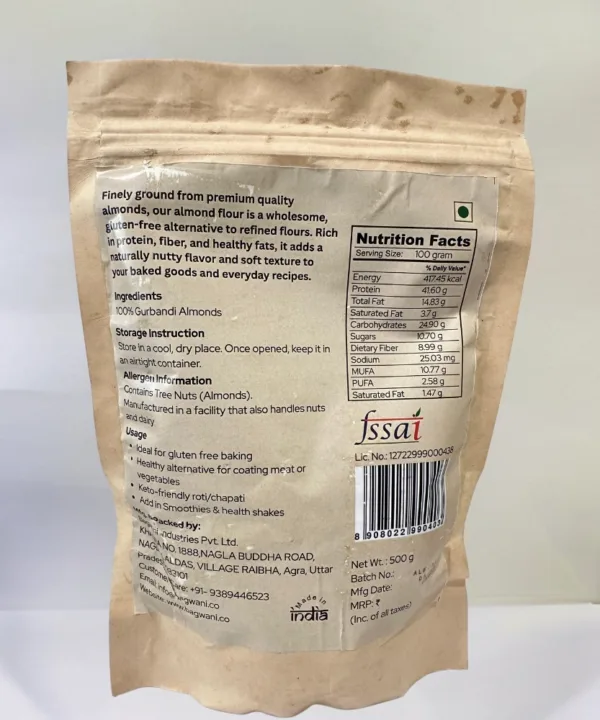 Finely ground from premium quality
almonds, our almond flour is a wholesome,
gluten-free alternative to refined flours. Rich
in protein, fiber, and healthy fats, it adds a
naturally nutty flavor and soft texture to
your baked goods and everyday recipes.
Ingredients
100% Gurbandi Almonds
Storage Instruction
Store in a cool, dry place. Once opened, keep it in
an airtight container.
Allergen Information
Contains Tree Nuts (Almonds).
Manufactured in a facility that also handles nuts
and dairy
Usage
• Ideal for gluten free baking
• Healthy alternative for coating meat or
vegetables
• Keto-friendly roti/chapati
• Add in Smoothies & health shakes
by:
Industries Pvt. Ltd.
NO. 1888,NAGLA BUDDHA ROAD,
VILLAGE RAIBHA, Agra, Uttar
Customer Care: +91- 9389446523
Made in
india
Nutrition Facts
Serving Size: 100 gram
% Daily Value*
Energy 417.45 kcal
Protein 41.60 g
Total Fat 14.83 g
Saturated Fat 3.7 g
Carbohydrates 24.90 g
Sugars 10.70 g
Dietary Fiber 8.99 g
Sodium 25.03 mg
MUFA 10.77 g
PUFA 2.58 g
Saturated Fat 1.47 g
fssai
Lic. No.: 12722999000438
Net Wt.: 500 g
Batch No.:
Mfg Date:
MRP: ₹
(Inc. of all taxes)